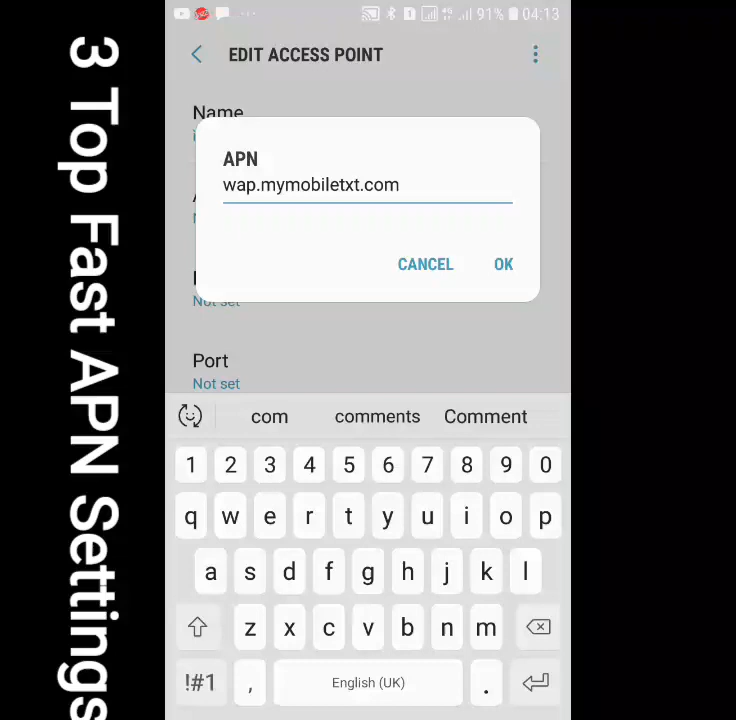 3 Top Fast APN Settings
91% 04:13
EDIT ACCESS POINT
Name
APN
wap.mymobiletxt.com
CANCEL OK
Not set
Port
Not set
com comments Comment
1 2 3 4 5 6 7 8 9 0
q w e r t y u i o p
a s d f g h j k l
z x c v b n m
!#1 , English (UK) .